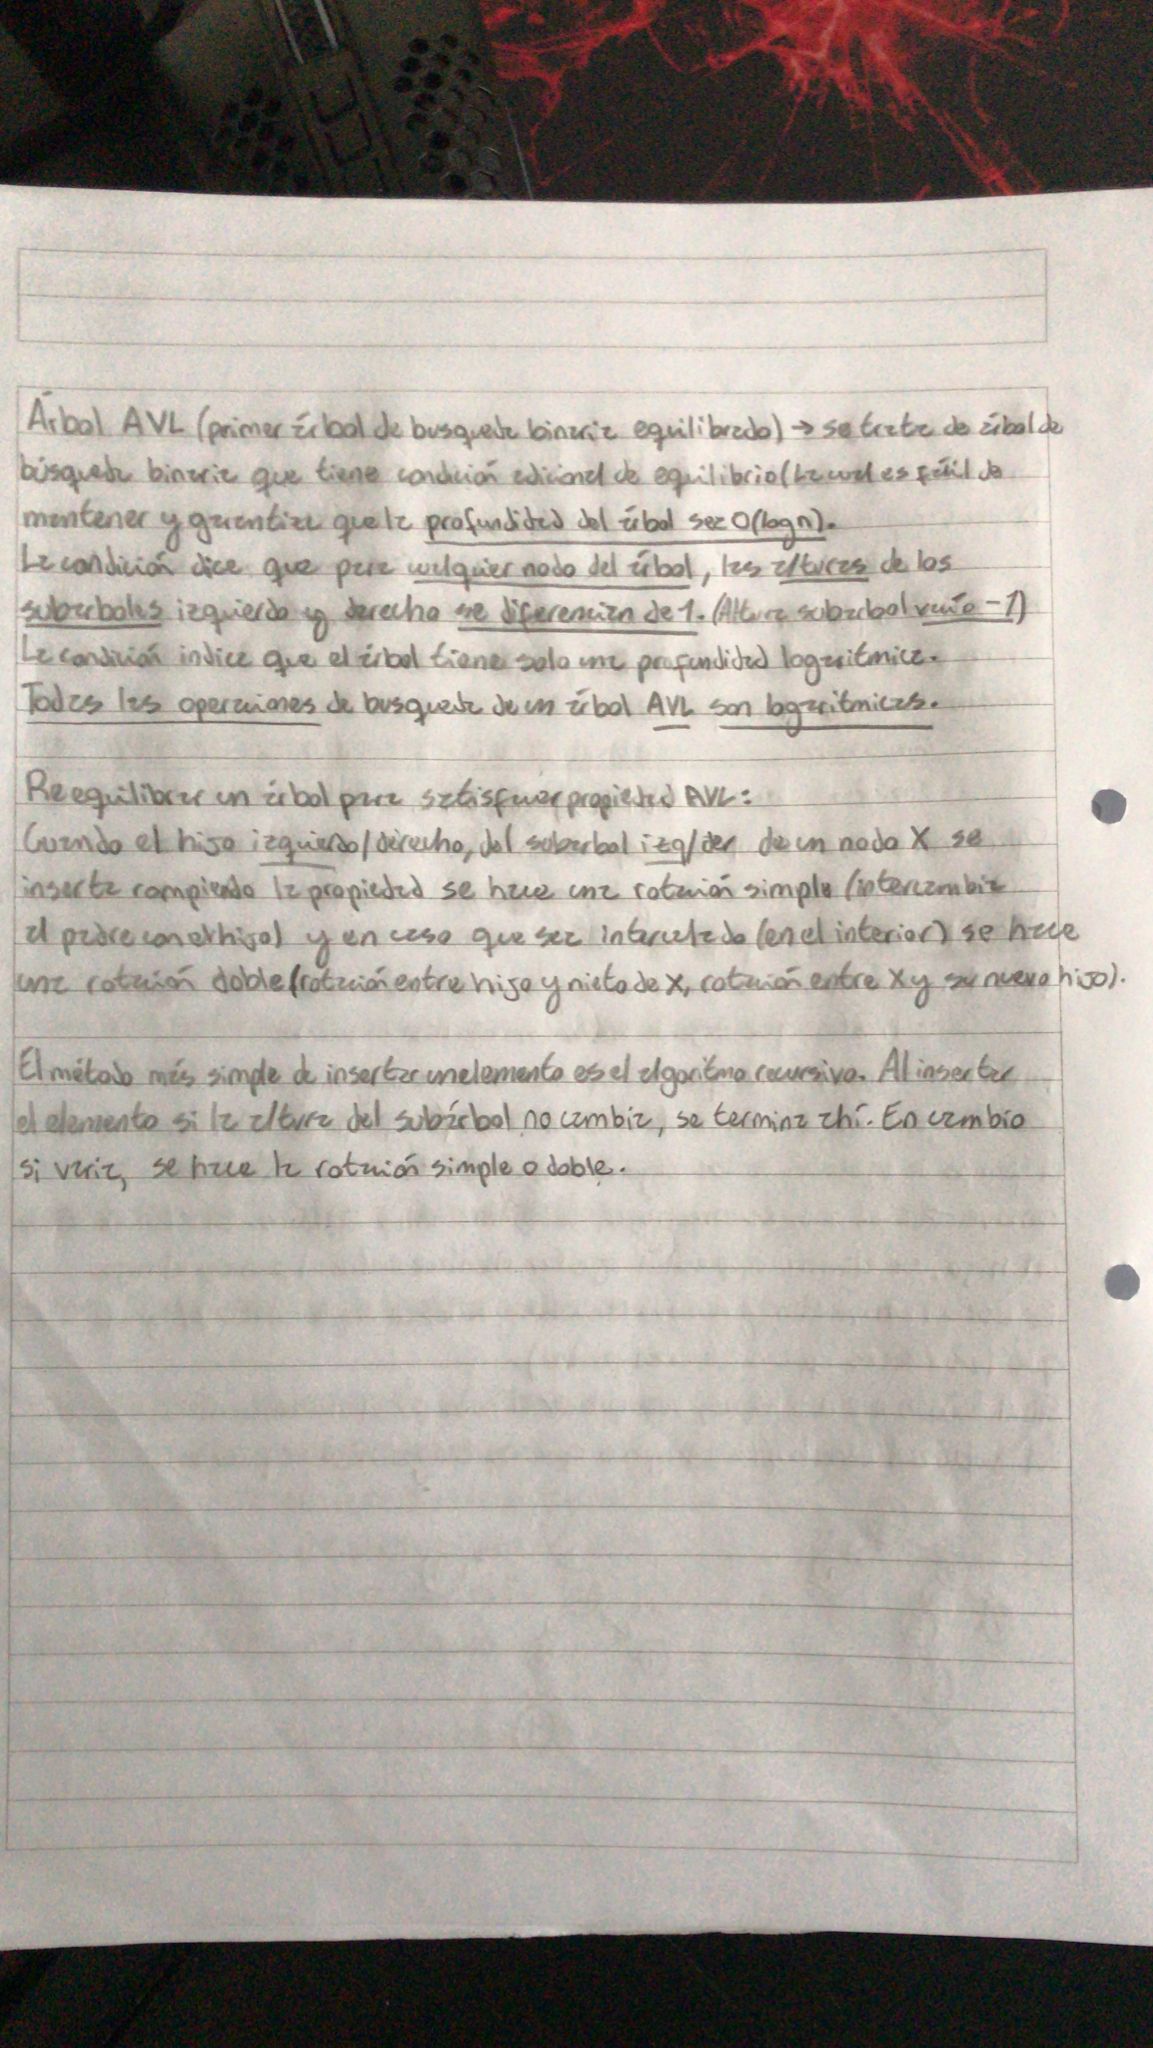 Árbol AVL (primer árbol de busqueda binaria equilibrado) → se trata de árbol de
búsqueda binaria que tiene condición adicional de equilibrio (La cual es fácil de
mantener y garantiza que la profundidad del árbol sea O(log n).
La condición dice que para cualquier nodo del árbol, las alturas de los
subarboles izquierdo y derecho se diferencian de 1. (Altura subarbol vacío -1)
La condición indica que el árbol tiene solo una profundidad logaritmica.
Todas las operaciones de busqueda de un árbol AVL son logaritmicas.
Reequilibrar un árbol para satisfacer propiedad AVL:
Cuando el hijo izquierdo/derecho, del subarbol izq/der de un nodo X se
inserta rompiendo la propiedad se hace una rotación simple (intercambia
el padre con el hijo) y en caso que sea intercalado (en el interior) se hace
una rotación doble (rotación entre hijo y nieto de X, rotación entre X y su nuevo hijo).
El método más simple de insertar un elemento es el algoritmo recursivo. Al insertar
el elemento si la altura del subárbol no cambia, se termina ahí. En cambio
si varia, se hace la rotación simple o doble.